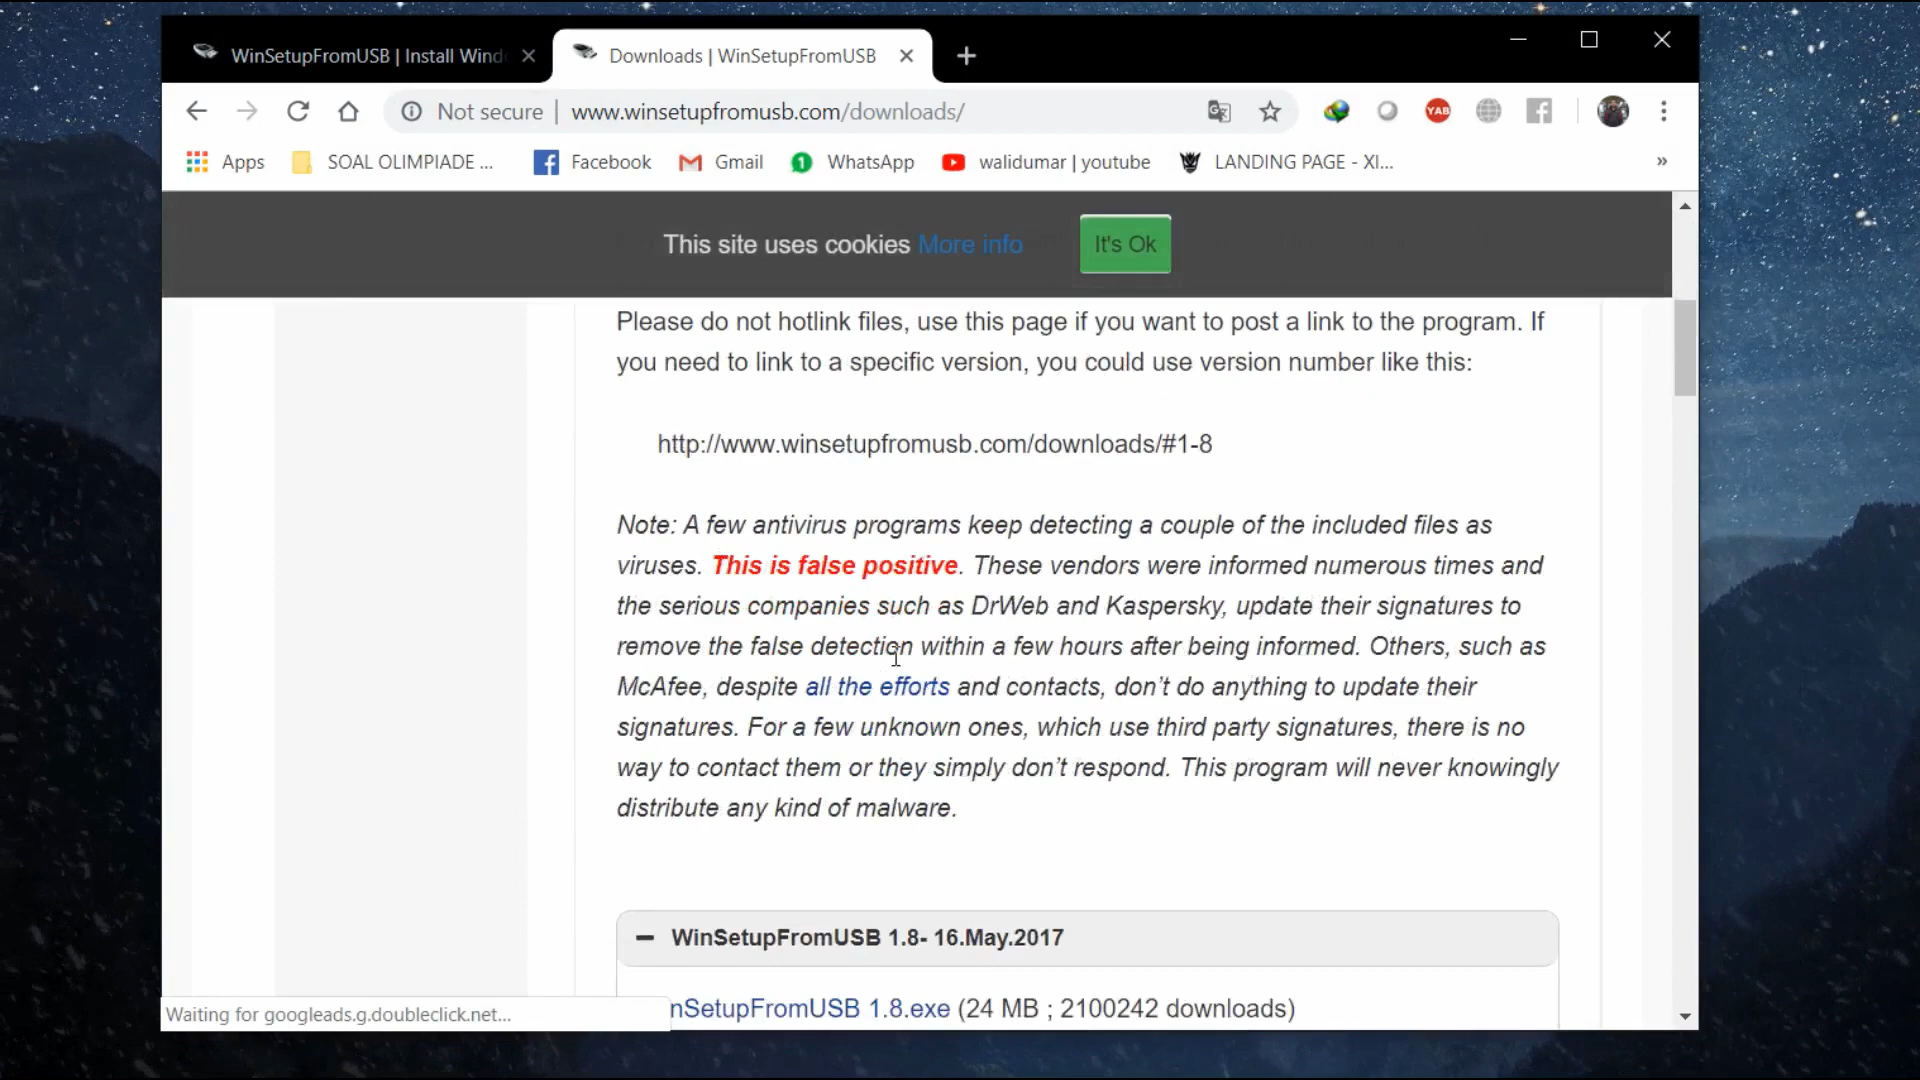 WinSetupFromUSB | Install Wind
Downloads | WinSetupFromUSB
Not secure | www.winsetupfromusb.com/downloads/
YAB
Apps
SOAL OLIMPIADE ...
Facebook
Gmail
1
WhatsApp
walidumar | youtube
LANDING PAGE - XI...
»
This site uses cookies More info
It's Ok
Please do not hotlink files, use this page if you want to post a link to the program. If
you need to link to a specific version, you could use version number like this:
http://www.winsetupfromusb.com/downloads/#1-8
Note: A few antivirus programs keep detecting a couple of the included files as
viruses. This is false positive. These vendors were informed numerous times and
the serious companies such as DrWeb and Kaspersky, update their signatures to
remove the false detection within a few hours after being informed. Others, such as
McAfee, despite all the efforts and contacts, don’t do anything to update their
signatures. For a few unknown ones, which use third party signatures, there is no
way to contact them or they simply don’t respond. This program will never knowingly
distribute any kind of malware.
WinSetupFromUSB 1.8- 16.May.2017
nSetupFromUSB 1.8.exe (24 MB ; 2100242 downloads)
Waiting for googleads.g.doubleclick.net...